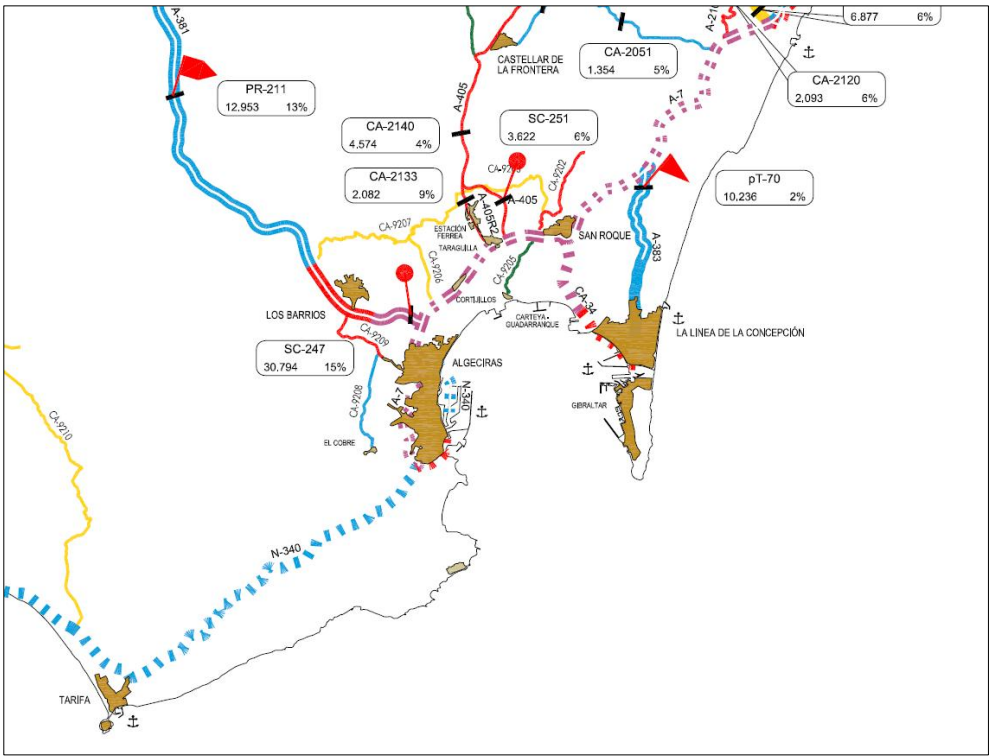 A-381
6.877 6%
A-210
CASTELLAR DE
LA FRONTERA
CA-2051
1.354 5%
CA-2120
2,093 6%
PR-211
12.953 13%
A-405
A-7
CA-2140
4.574 4%
SC-251
3.622 6%
CA-9202
CA-2133
2.082 9%
A-405
pT-70
10.236 2%
CA-9207
A-405R2
ESTACIÓN
FERREA
TARAGUILLA
SAN ROQUE
A-383
CA-9206
CA-9205
CORTIJILLOS
CARTEYA -
GUADARRANQUE
CA-34
LOS BARRIOS
LA LINEA DE LA CONCEPCIÓN
CA-9209
SC-247
30.794 15%
ALGECIRAS
N-340
A-7
CA-9208
GIBRALTAR
CA-9210
EL COBRE
N-340
TARIFA